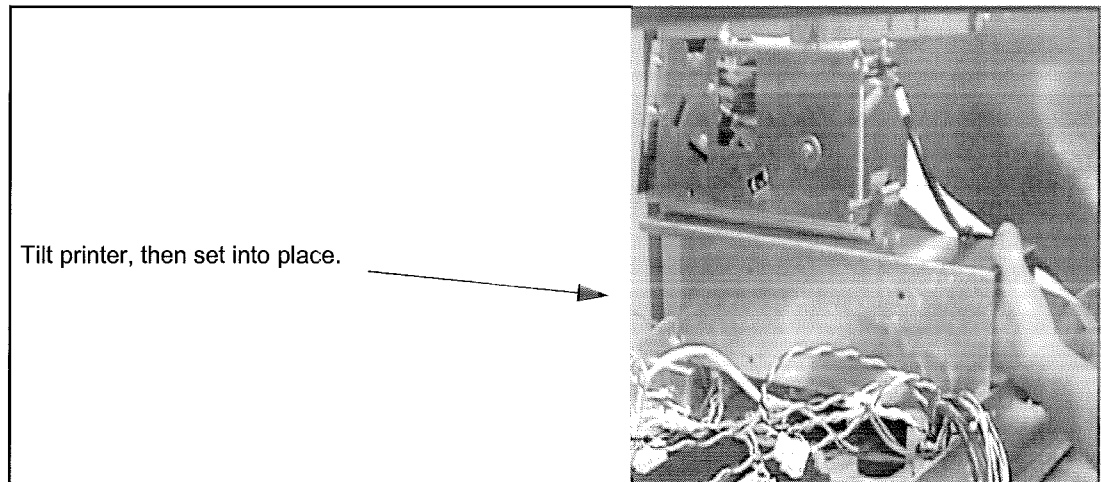 Tilt printer, then set into place.